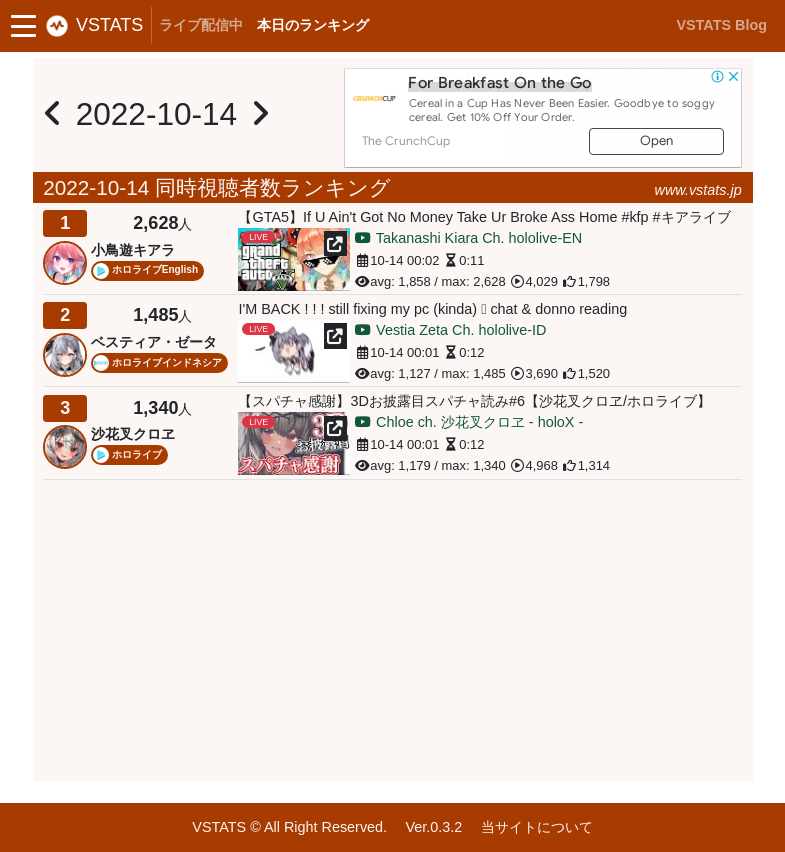 VSTATS ライブ配信中 本日のランキング VSTATS Blog
2022-10-14
For Breakfast On the Go
CRUNCHCUP
Cereal in a Cup Has Never Been Easier. Goodbye to soggy
cereal. Get 10% Off Your Order.
The CrunchCup Open
2022-10-14 同時視聴者数ランキング www.vstats.jp
1 2,628人
小鳥遊キアラ
ホロライブEnglish
【GTA5】If U Ain't Got No Money Take Ur Broke Ass Home #kfp #キアライブ
LIVE
grand
theft
auto
Takanashi Kiara Ch. hololive-EN
10-14 00:02 0:11
avg: 1,858 / max: 2,628 4,029 1,798
2 1,485人
ベスティア・ゼータ
ホロライブインドネシア
I'M BACK ! ! ! still fixing my pc (kinda) ▯ chat & donno reading
LIVE
Vestia Zeta Ch. hololive-ID
10-14 00:01 0:12
avg: 1,127 / max: 1,485 3,690 1,520
3 1,340人
沙花叉クロヱ
ホロライブ
【スパチャ感謝】3Dお披露目スパチャ読み#6【沙花叉クロヱ/ホロライブ】
LIVE
スパチャ感謝
Chloe ch. 沙花叉クロヱ - holoX -
10-14 00:01 0:12
avg: 1,179 / max: 1,340 4,968 1,314
VSTATS © All Right Reserved. Ver.0.3.2 当サイトについて